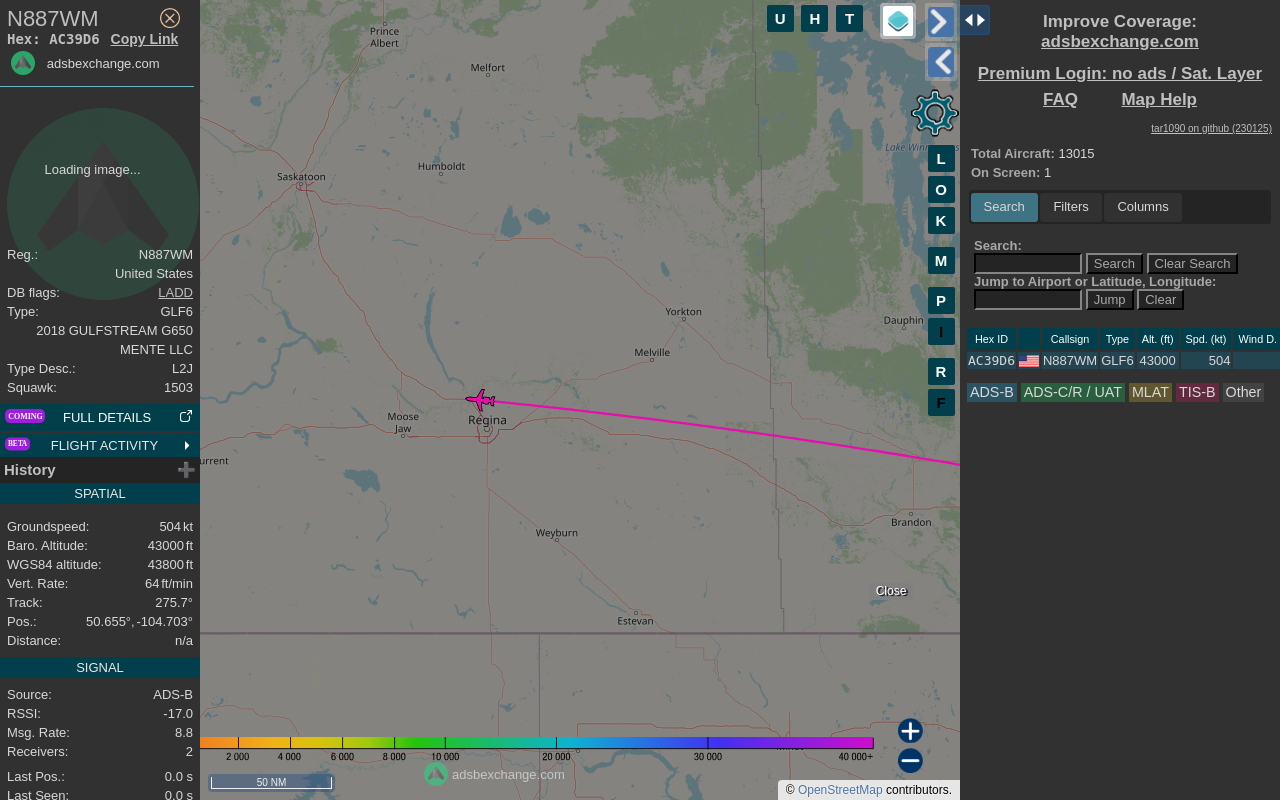 N887WM
Hex: AC39D6 Copy Link
adsbexchange.com
Loading image...
Reg.: N887WM
United States
DB flags: LADD
Type: GLF6
2018 GULFSTREAM G650
MENTE LLC
Type Desc.: L2J
Squawk: 1503
COMING FULL DETAILS
BETA FLIGHT ACTIVITY
History
SPATIAL
Groundspeed: 504 kt
Baro. Altitude: 43000 ft
WGS84 altitude: 43800 ft
Vert. Rate: 64 ft/min
Track: 275.7°
Pos.: 50.655°, -104.703°
Distance: n/a
SIGNAL
Source: ADS-B
RSSI: -17.0
Msg. Rate: 8.8
Receivers: 2
Last Pos.: 0.0 s
Last Seen: 0.0 s
Prince
Albert
Melfort
Humboldt
Saskatoon
Lake Win
Yorkton
Dauphin
Melville
Moose
Jaw
Regina
urrent
Brandon
Weyburn
Estevan
Close
U H T
L
O
K
M
P
I
R
F
2 000 4 000 6 000 8 000 10 000 20 000 30 000 40 000+
adsbexchange.com
50 NM
© OpenStreetMap contributors.
Improve Coverage:
adsbexchange.com
Premium Login: no ads / Sat. Layer
FAQ Map Help
tar1090 on github (230125)
Total Aircraft: 13015
On Screen: 1
Search Filters Columns
Search:
Search Clear Search
Jump to Airport or Latitude, Longitude:
Jump Clear
Hex ID Callsign Type Alt. (ft) Spd. (kt) Wind D.
AC39D6 N887WM GLF6 43000 504
ADS-B ADS-C/R / UAT MLAT TIS-B Other